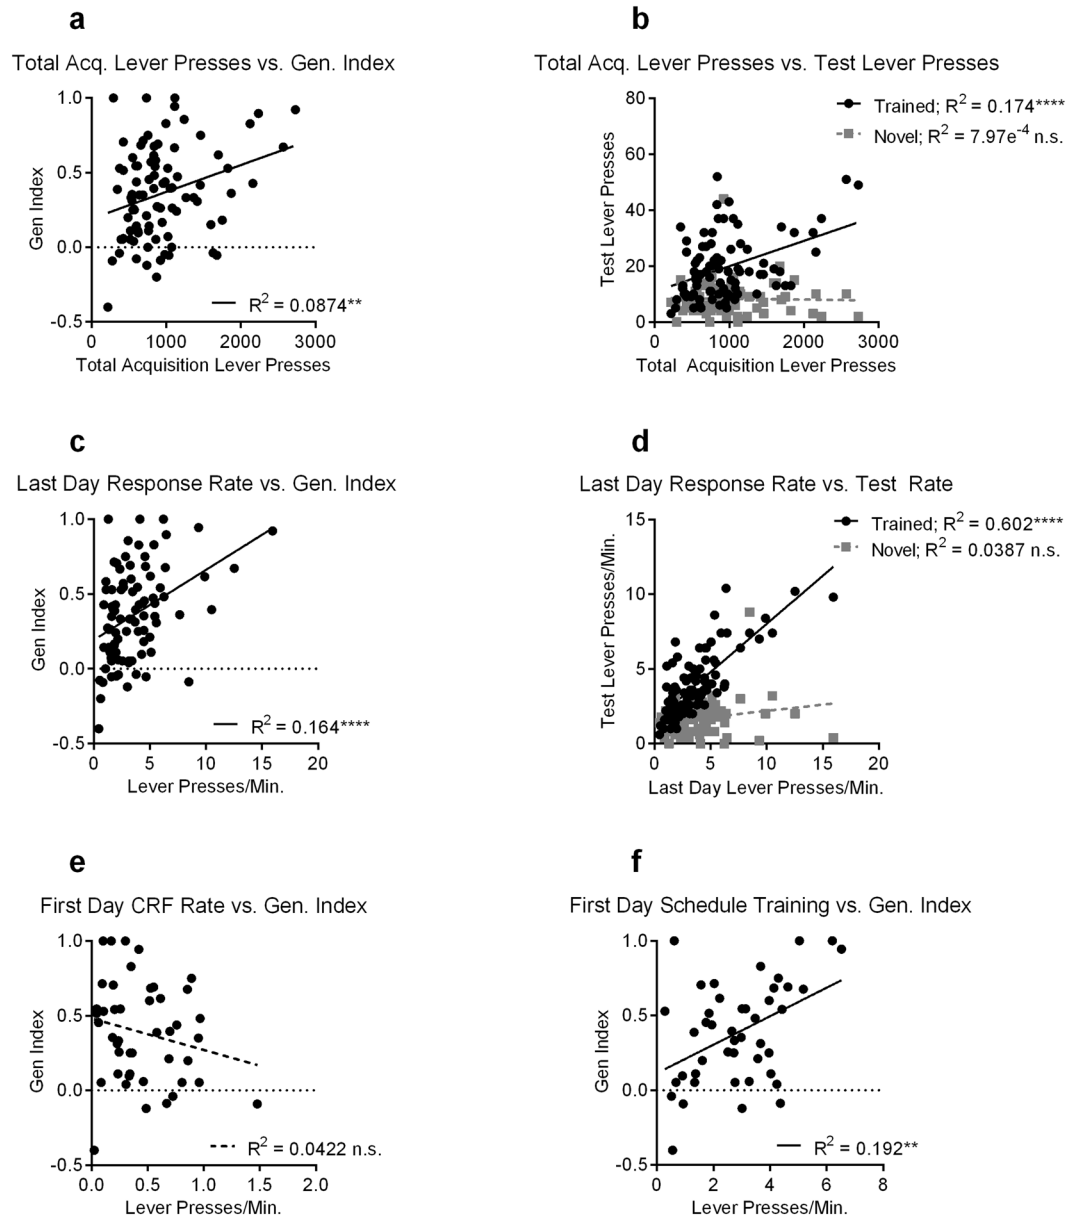 a
Total Acq. Lever Presses vs. Gen. Index
1.0
0.5
0.0
-0.5
Gen Index
R2 = 0.0874**
0 1000 2000 3000
Total Acquisition Lever Presses
b
Total Acq. Lever Presses vs. Test Lever Presses
80
60
40
20
0
Test Lever Presses
Trained; R2 = 0.174****
Novel; R2 = 7.97e-4 n.s.
0 1000 2000 3000
Total Acquisition Lever Presses
c
Last Day Response Rate vs. Gen. Index
1.0
0.5
0.0
-0.5
Gen Index
R2 = 0.164****
0 5 10 15 20
Lever Presses/Min.
d
Last Day Response Rate vs. Test Rate
15
10
5
0
Test Lever Presses/Min.
Trained; R2 = 0.602****
Novel; R2 = 0.0387 n.s.
0 5 10 15 20
Last Day Lever Presses/Min.
e
First Day CRF Rate vs. Gen. Index
1.0
0.5
0.0
-0.5
Gen Index
R2 = 0.0422 n.s.
0.0 0.5 1.0 1.5 2.0
Lever Presses/Min.
f
First Day Schedule Training vs. Gen. Index
1.0
0.5
0.0
-0.5
Gen Index
R2 = 0.192**
0 2 4 6 8
Lever Presses/Min.